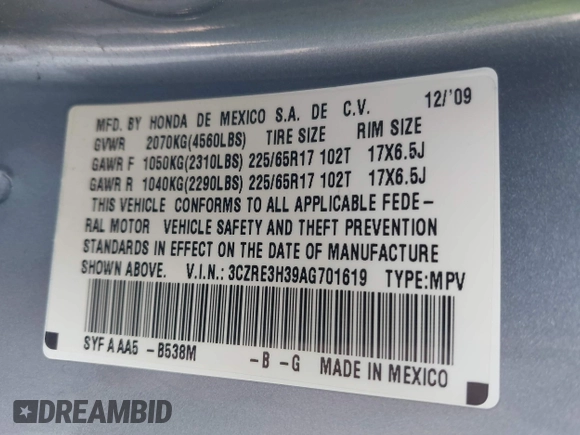 MFD. BY HONDA DE MEXICO S.A. DE C.V. 12/'09
GVWR 2070KG(4560LBS) TIRE SIZE RIM SIZE
GAWR F 1050KG(2310LBS) 225/65R17 102T 17X6.5J
GAWR R 1040KG(2290LBS) 225/65R17 102T 17X6.5J
THIS VEHICLE CONFORMS TO ALL APPLICABLE FEDE-
RAL MOTOR VEHICLE SAFETY AND THEFT PREVENTION
STANDARDS IN EFFECT ON THE DATE OF MANUFACTURE
SHOWN ABOVE. V.I.N.: 3CZRE3H39AG701619 TYPE:MPV
SYF A AA5 -B538M -B -G MADE IN MEXICO
DREAMBID